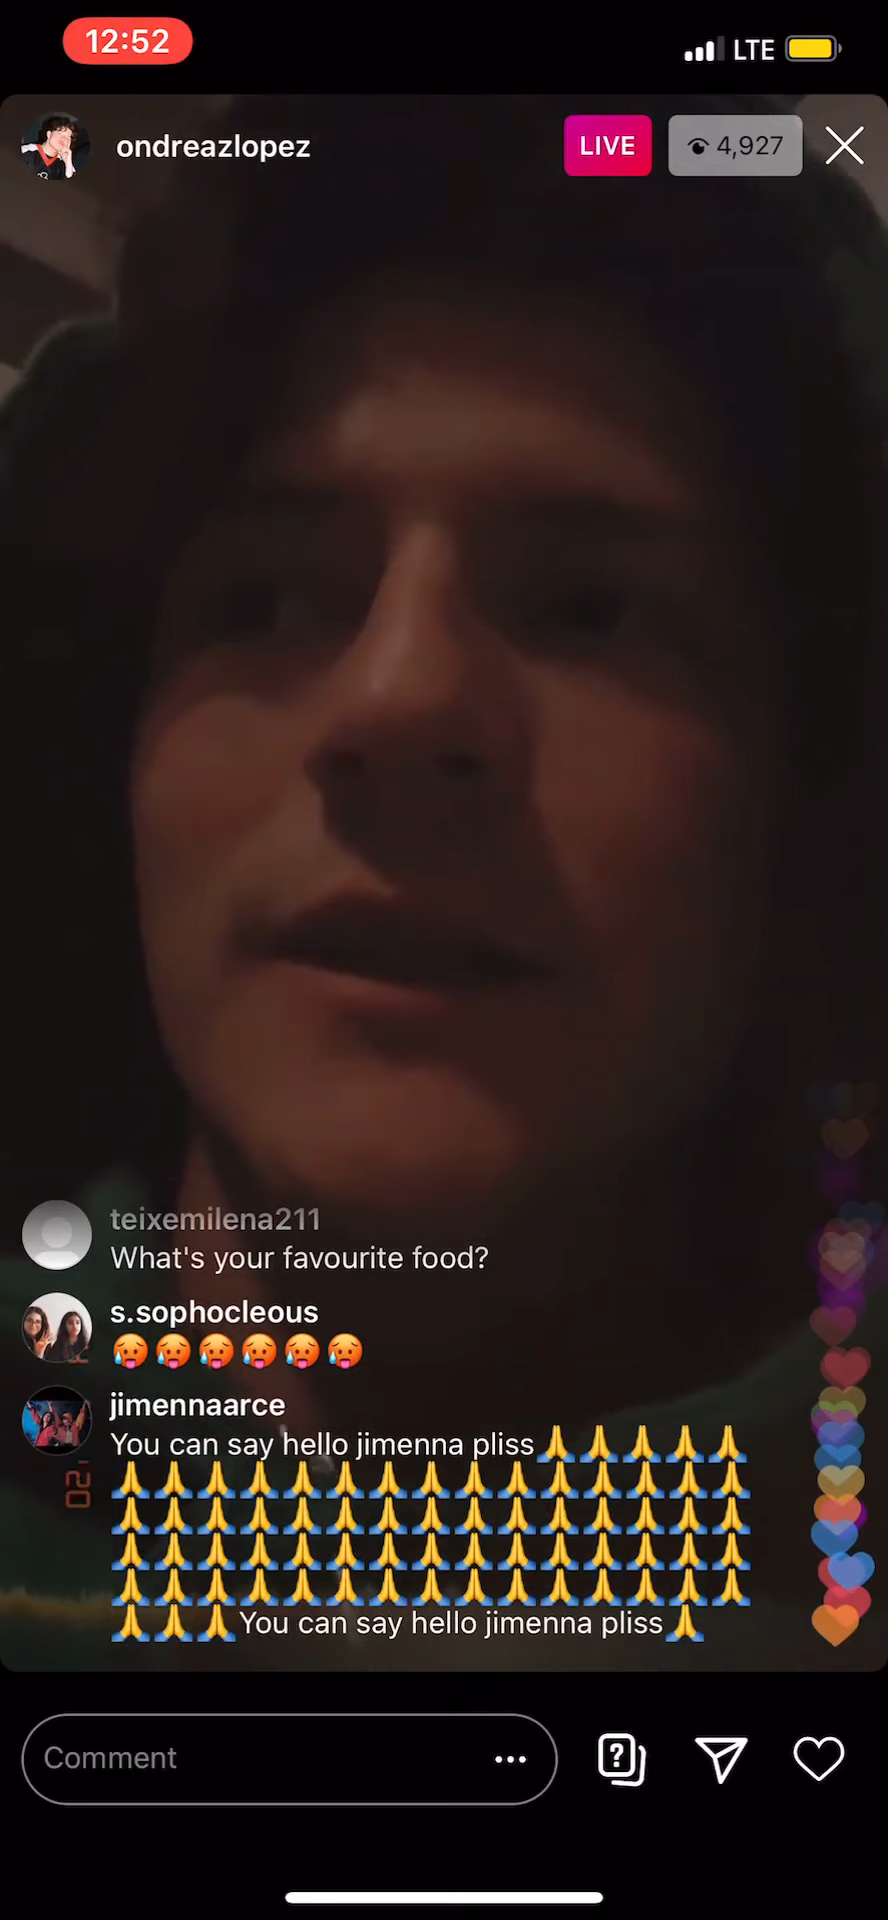 12:52
LTE
ondreazlopez
LIVE
4,927
teixemilena211
What's your favourite food?
s.sophocleous
🥵🥵🥵🥵🥵🥵
jimennaarce
You can say hello jimenna pliss🙏🙏🙏🙏🙏
🙏🙏🙏🙏🙏🙏🙏🙏🙏🙏🙏🙏🙏🙏🙏
🙏🙏🙏🙏🙏🙏🙏🙏🙏🙏🙏🙏🙏🙏🙏
🙏🙏🙏🙏🙏🙏🙏🙏🙏🙏🙏🙏🙏🙏🙏
🙏🙏🙏🙏🙏🙏🙏🙏🙏🙏🙏🙏🙏🙏🙏
🙏🙏🙏You can say hello jimenna pliss🙏
Comment